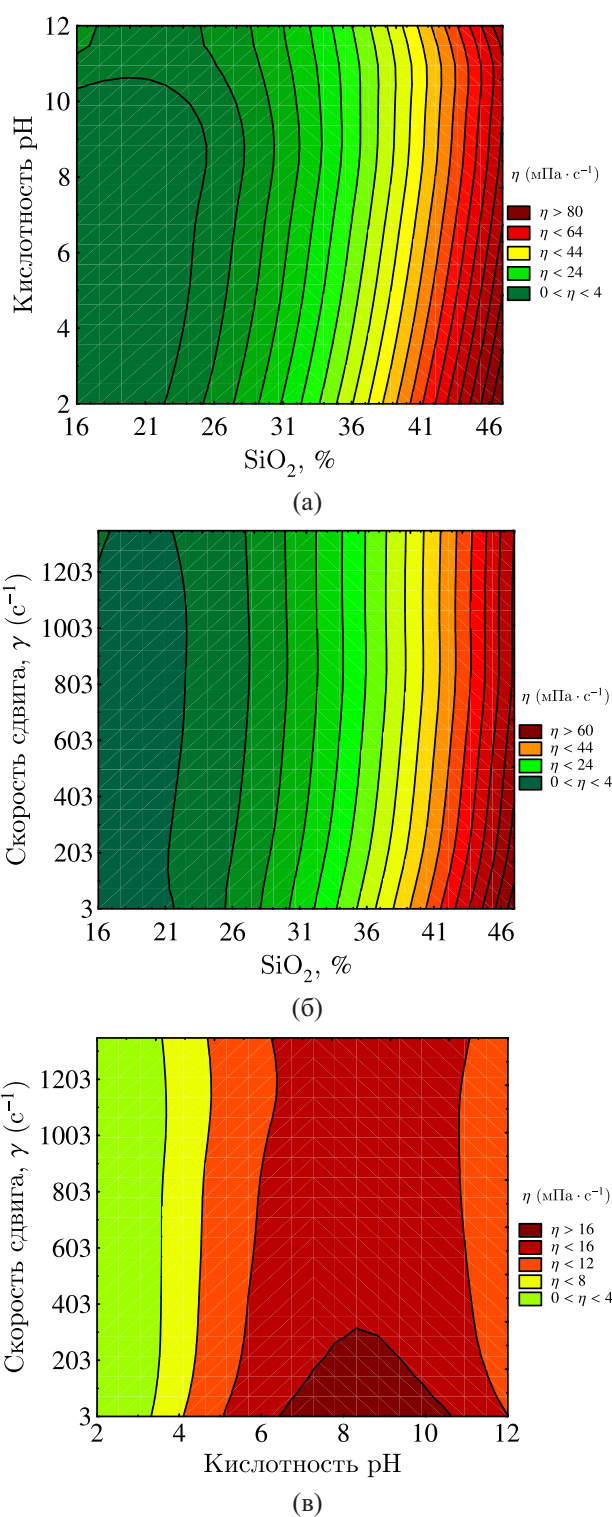 12
10
8
6
4
2
Кислотность pH
16 21 26 31 36 41 46
SiO₂, %
η (мПа · с⁻¹)
η > 80
η < 64
η < 44
η < 24
0 < η < 4
(а)
1203
1003
803
603
403
203
3
Скорость сдвига, γ (с⁻¹)
16 21 26 31 36 41 46
SiO₂, %
η (мПа · с⁻¹)
η > 60
η < 44
η < 24
0 < η < 4
(б)
1203
1003
803
603
403
203
3
Скорость сдвига, γ (с⁻¹)
2 4 6 8 10 12
Кислотность pH
η (мПа · с⁻¹)
η > 16
η < 16
η < 12
η < 8
0 < η < 4
(в)